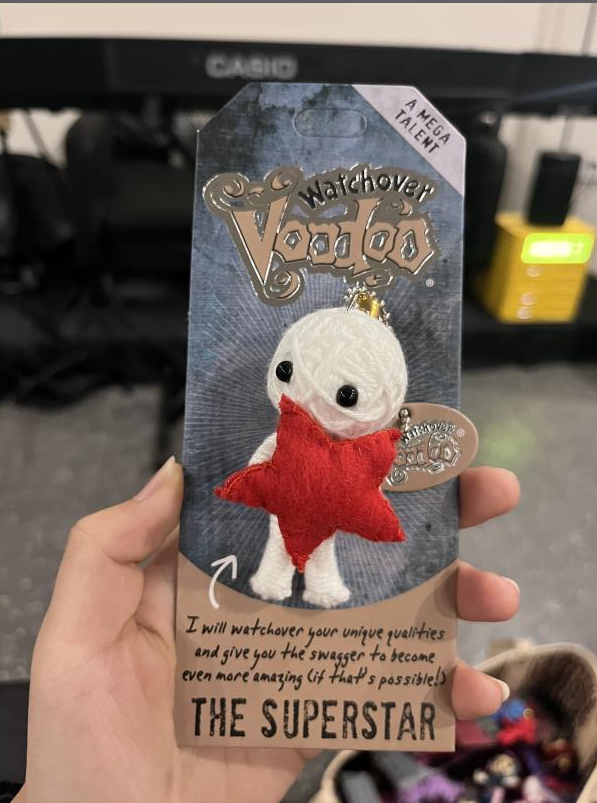 CASIO
A MEGA
TALENT
Watchover
Voodoo
®
WATCHOVER ®
I will watchover your unique qualities
and give you the swagger to become
even more amazing (if that's possible!)
THE SUPERSTAR